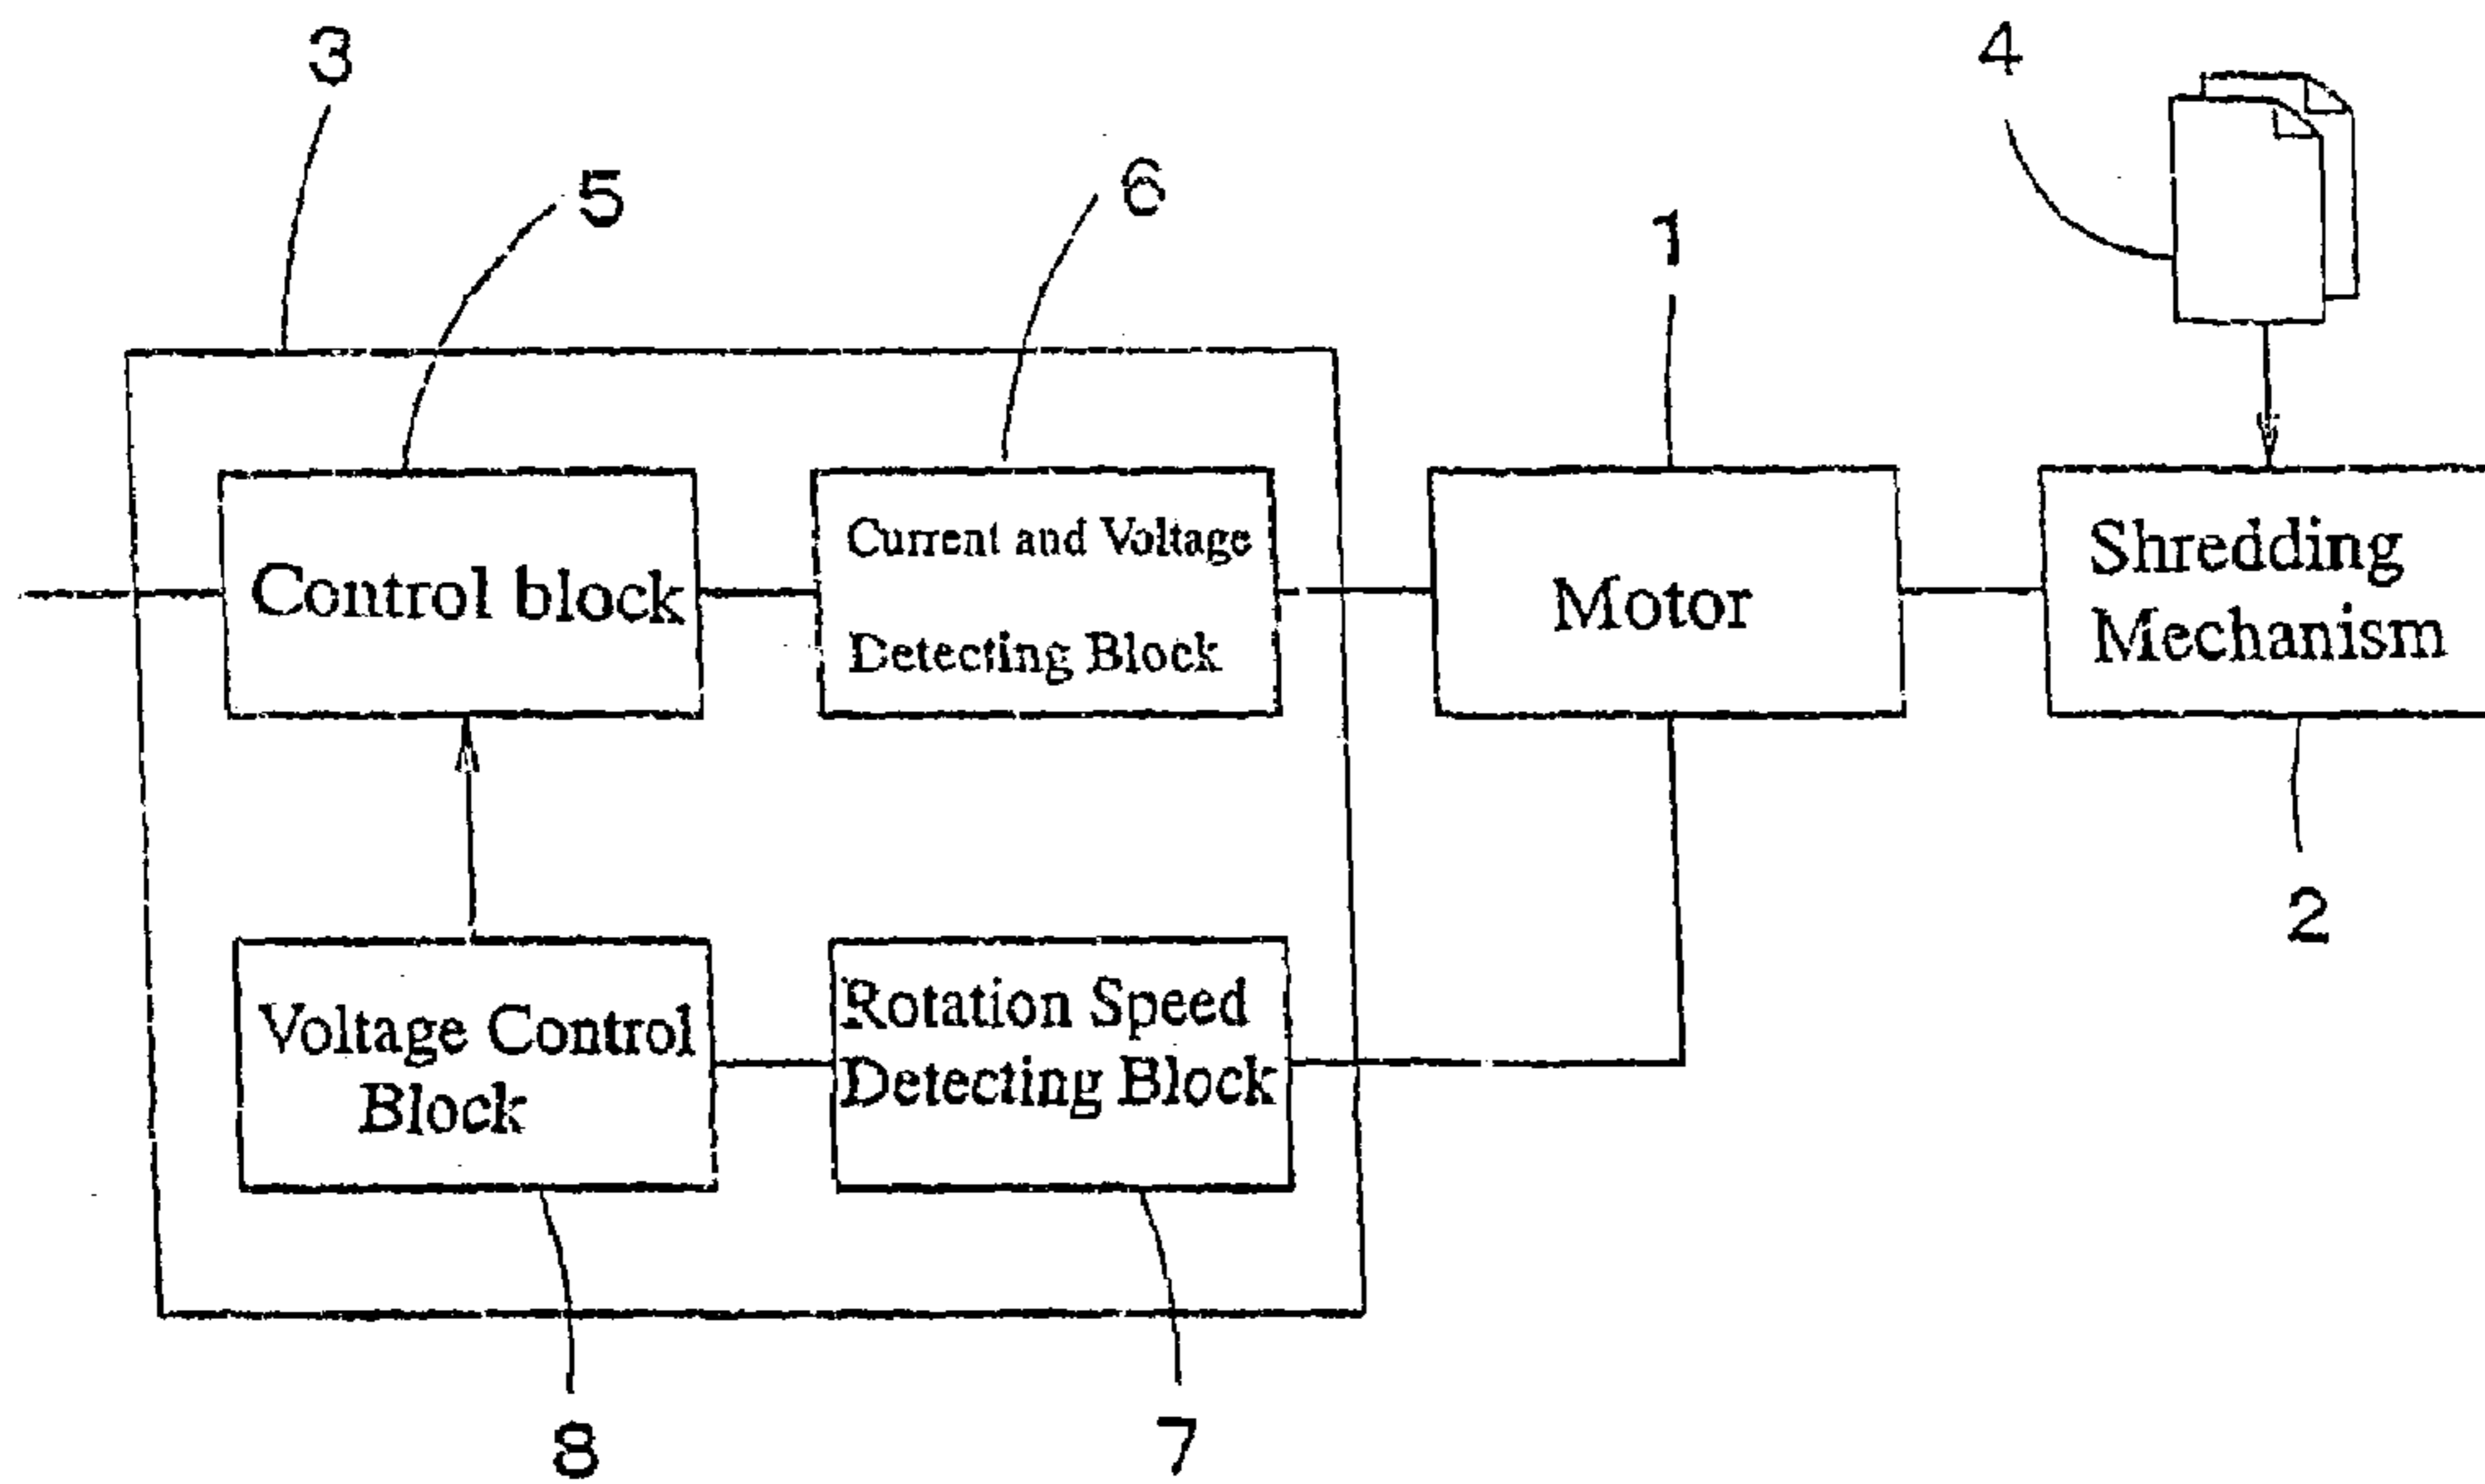 3
4
5
6
1
Control block
Current and Voltage
Detecting Block
Motor
Shredding
Mechanism
2
Voltage Control
Block
Rotation Speed
Detecting Block
8
7